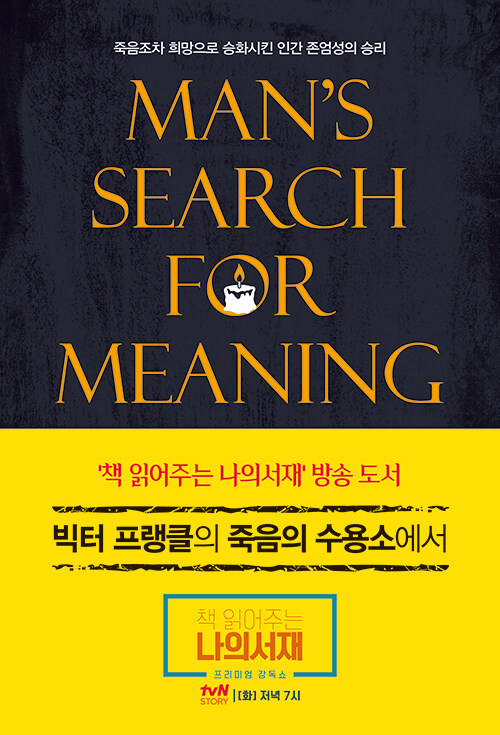 죽음조차 희망으로 승화시킨 인간 존엄성의 승리
MAN'S
SEARCH
FOR
MEANING
'책 읽어주는 나의서재' 방송 도서
빅터 프랭클의 죽음의 수용소에서
책 읽어주는
나의서재
프리미엄 강독쇼
tvN
STORY
[화] 저녁 7시